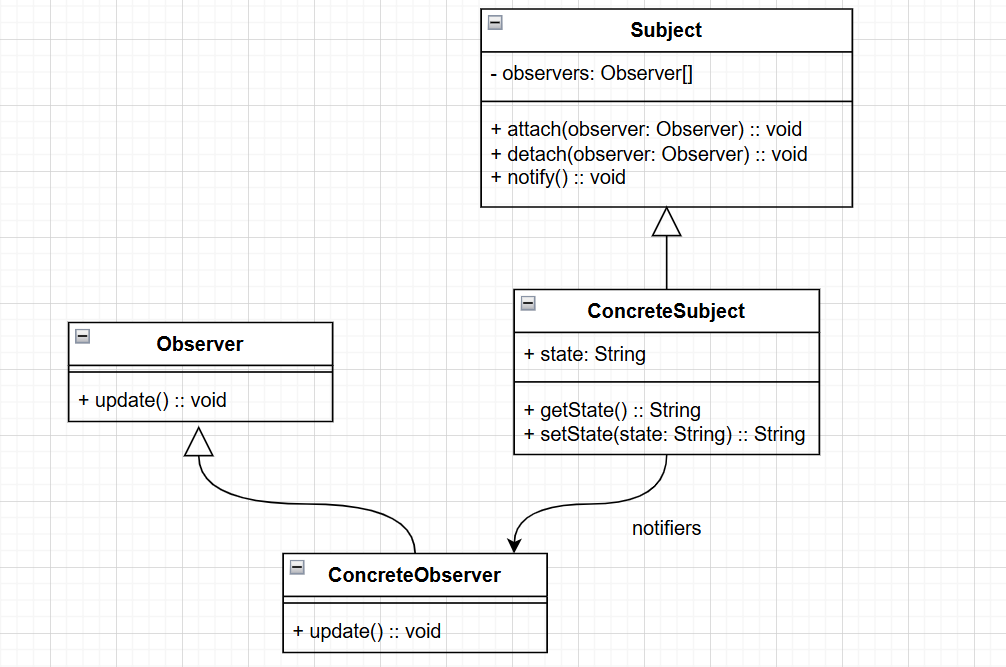 Subject
- observers: Observer[]
+ attach(observer: Observer) :: void
+ detach(observer: Observer) :: void
+ notify() :: void
ConcreteSubject
+ state: String
+ getState() :: String
+ setState(state: String) :: String
Observer
+ update() :: void
notifiers
ConcreteObserver
+ update() :: void